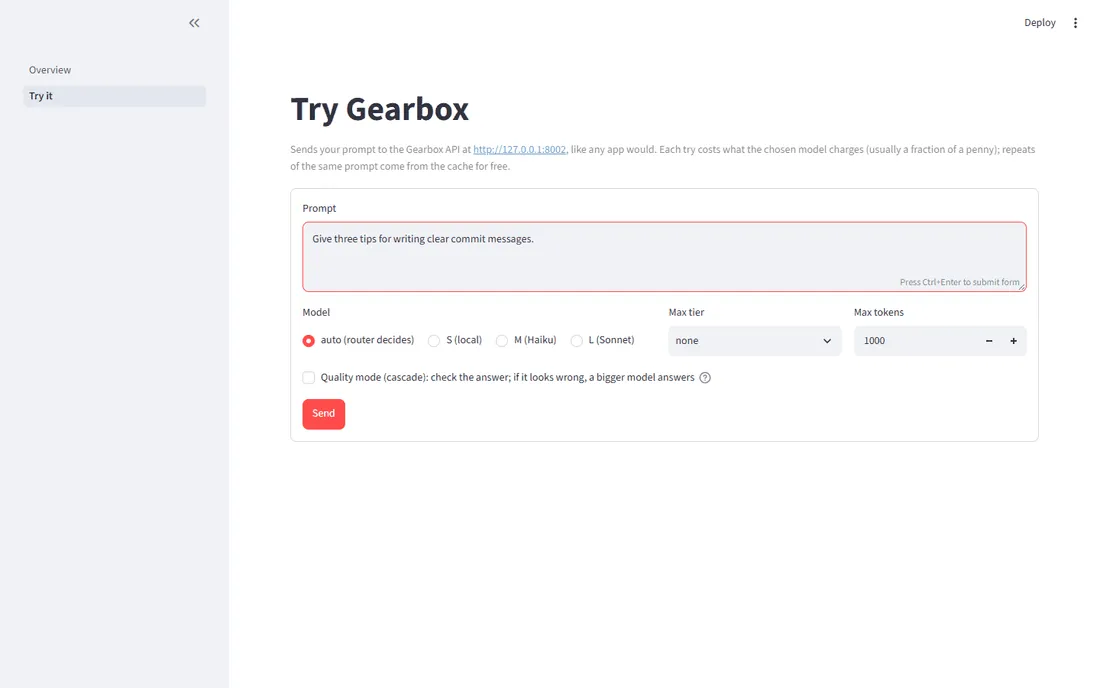 Deploy
Overview
Try it
Try Gearbox
Sends your prompt to the Gearbox API at http://127.0.0.1:8002, like any app would. Each try costs what the chosen model charges (usually a fraction of a penny); repeats
of the same prompt come from the cache for free.
Prompt
Give three tips for writing clear commit messages.
Press Ctrl+Enter to submit form
Model
Max tier
Max tokens
auto (router decides) S (local) M (Haiku) L (Sonnet)
none
1000
Quality mode (cascade): check the answer; if it looks wrong, a bigger model answers
Send